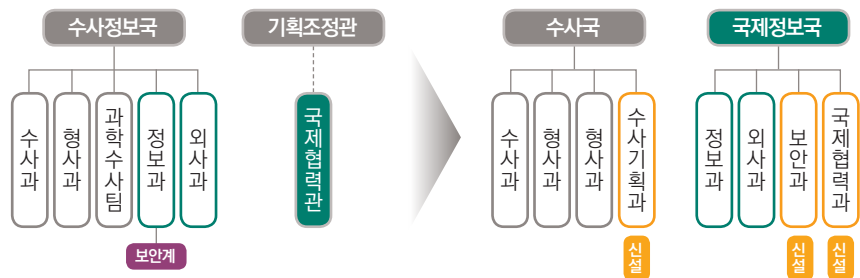 수사정보국
기획조정관
수사국
국제정보국
수사과
형사과
과학수사팀
정보과
외사과
보안계
국제협력관
수사과
형사과
형사과
수사기획과
신설
정보과
외사과
보안과
신설
국제협력과
신설